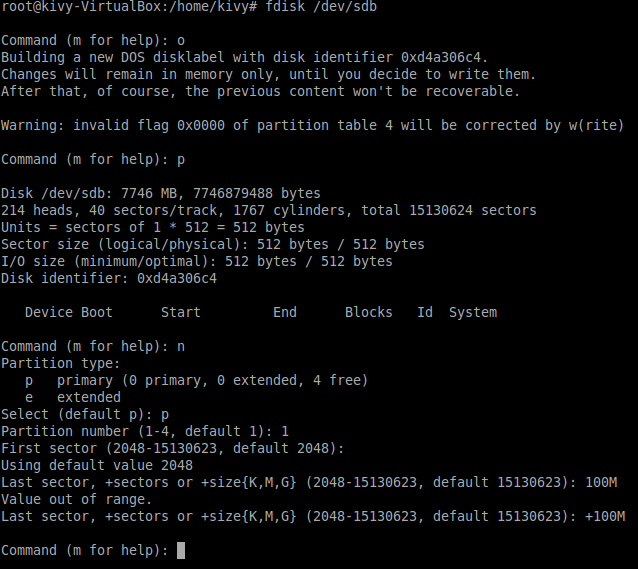 root@kivy-VirtualBox:/home/kivy# fdisk /dev/sdb
Command (m for help): o
Building a new DOS disklabel with disk identifier 0xd4a306c4.
Changes will remain in memory only, until you decide to write them.
After that, of course, the previous content won't be recoverable.
Warning: invalid flag 0x0000 of partition table 4 will be corrected by w(rite)
Command (m for help): p
Disk /dev/sdb: 7746 MB, 7746879488 bytes
214 heads, 40 sectors/track, 1767 cylinders, total 15130624 sectors
Units = sectors of 1 * 512 = 512 bytes
Sector size (logical/physical): 512 bytes / 512 bytes
I/O size (minimum/optimal): 512 bytes / 512 bytes
Disk identifier: 0xd4a306c4
   Device Boot      Start         End      Blocks   Id  System
Command (m for help): n
Partition type:
   p   primary (0 primary, 0 extended, 4 free)
   e   extended
Select (default p): p
Partition number (1-4, default 1): 1
First sector (2048-15130623, default 2048):
Using default value 2048
Last sector, +sectors or +size{K,M,G} (2048-15130623, default 15130623): 100M
Value out of range.
Last sector, +sectors or +size{K,M,G} (2048-15130623, default 15130623): +100M
Command (m for help):